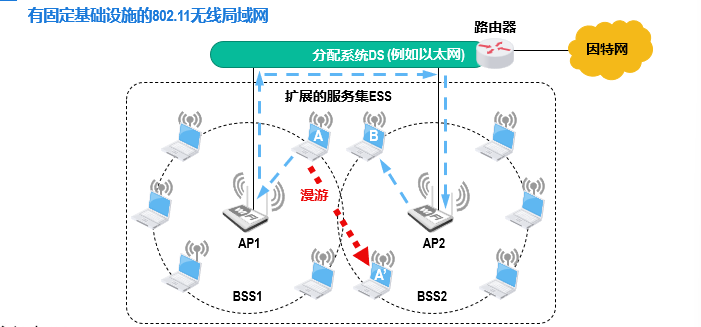 有固定基础设施的802.11无线局域网
路由器
分配系统DS (例如以太网)
因特网
扩展的服务集ESS
A
B
漫游
AP1
AP2
A'
BSS1
BSS2